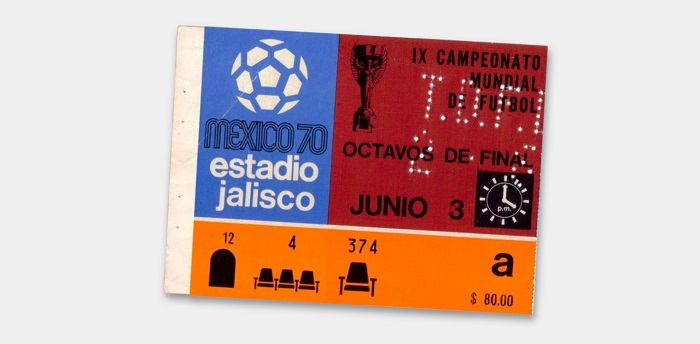 MEXICO 70
estadio
jalisco
IX CAMPEONATO
MUNDIAL
DE FUTBOL
OCTAVOS DE FINAL
JUNIO 3
p.m.
12
4
374
a
$ 80.00